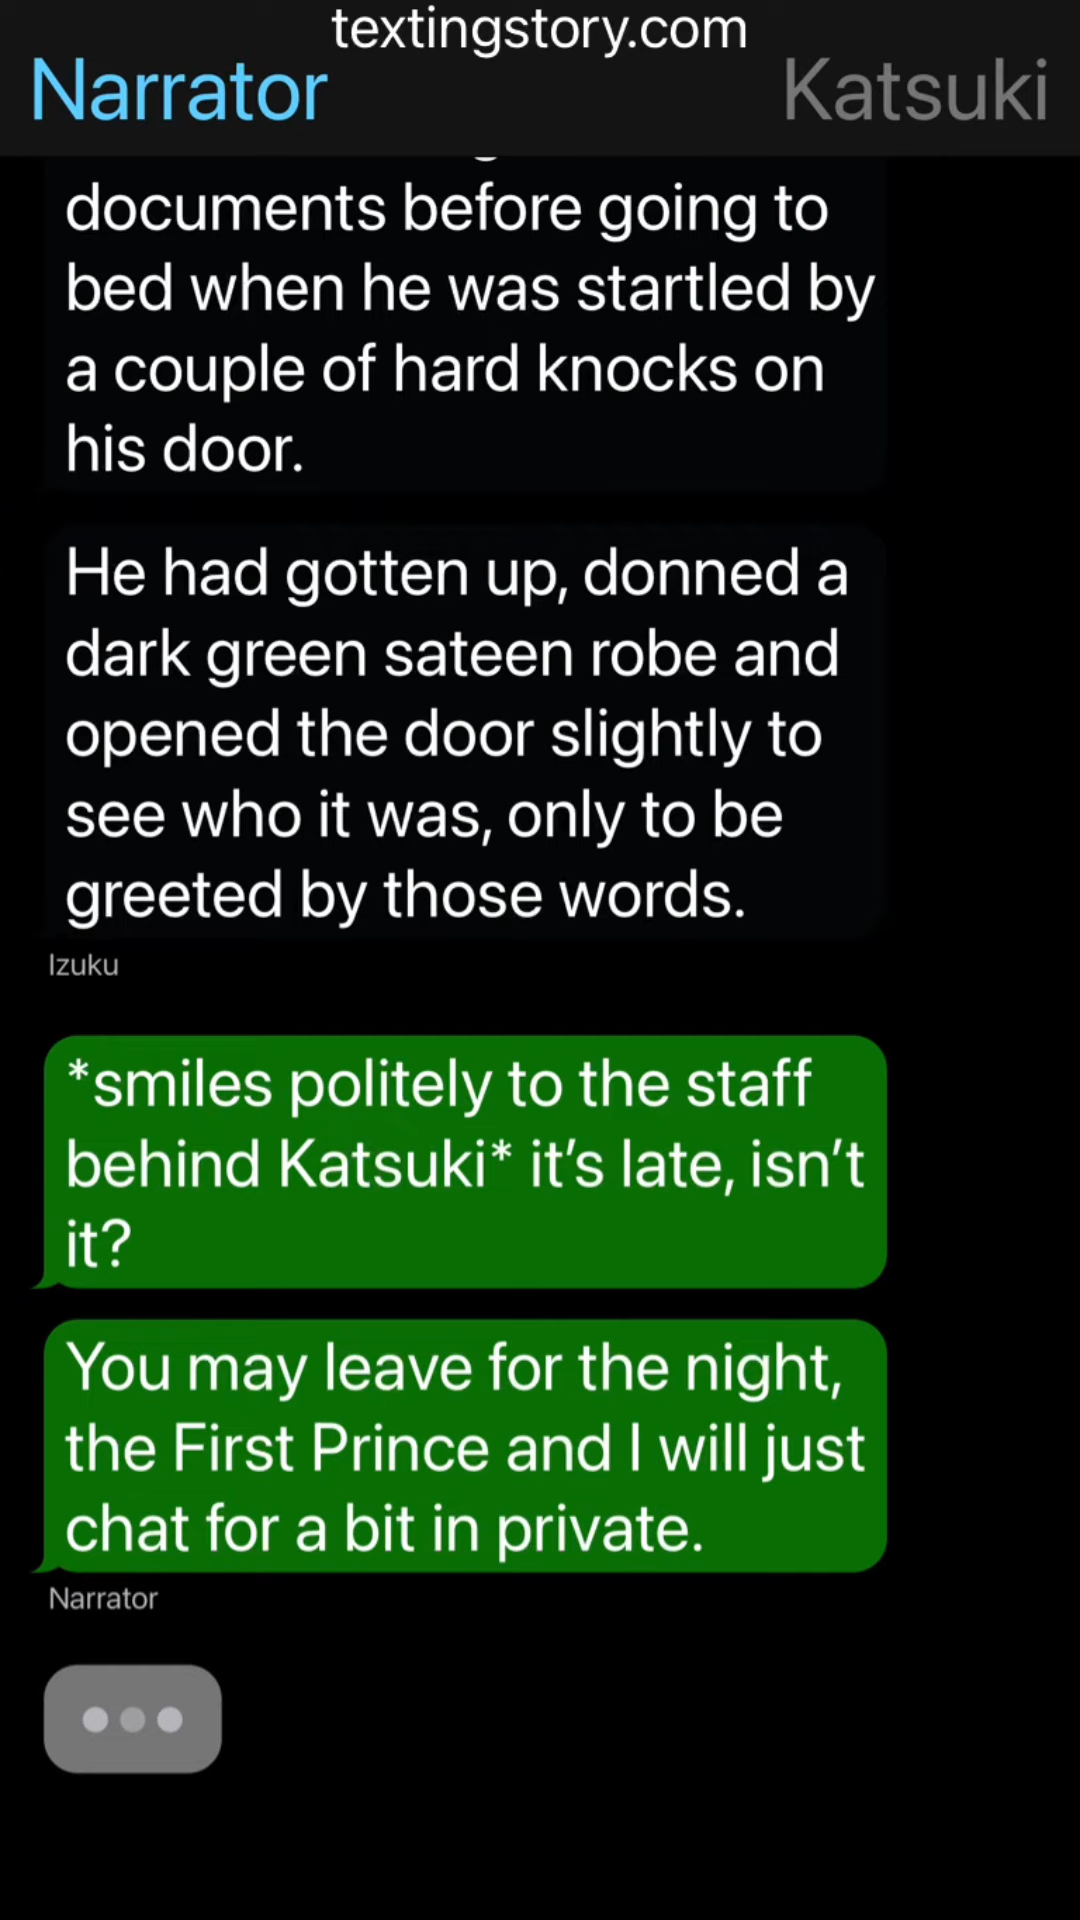 textingstory.com
Narrator
Katsuki
documents before going to
bed when he was startled by
a couple of hard knocks on
his door.
He had gotten up, donned a
dark green sateen robe and
opened the door slightly to
see who it was, only to be
greeted by those words.
Izuku
*smiles politely to the staff
behind Katsuki* it’s late, isn’t
it?
You may leave for the night,
the First Prince and I will just
chat for a bit in private.
Narrator